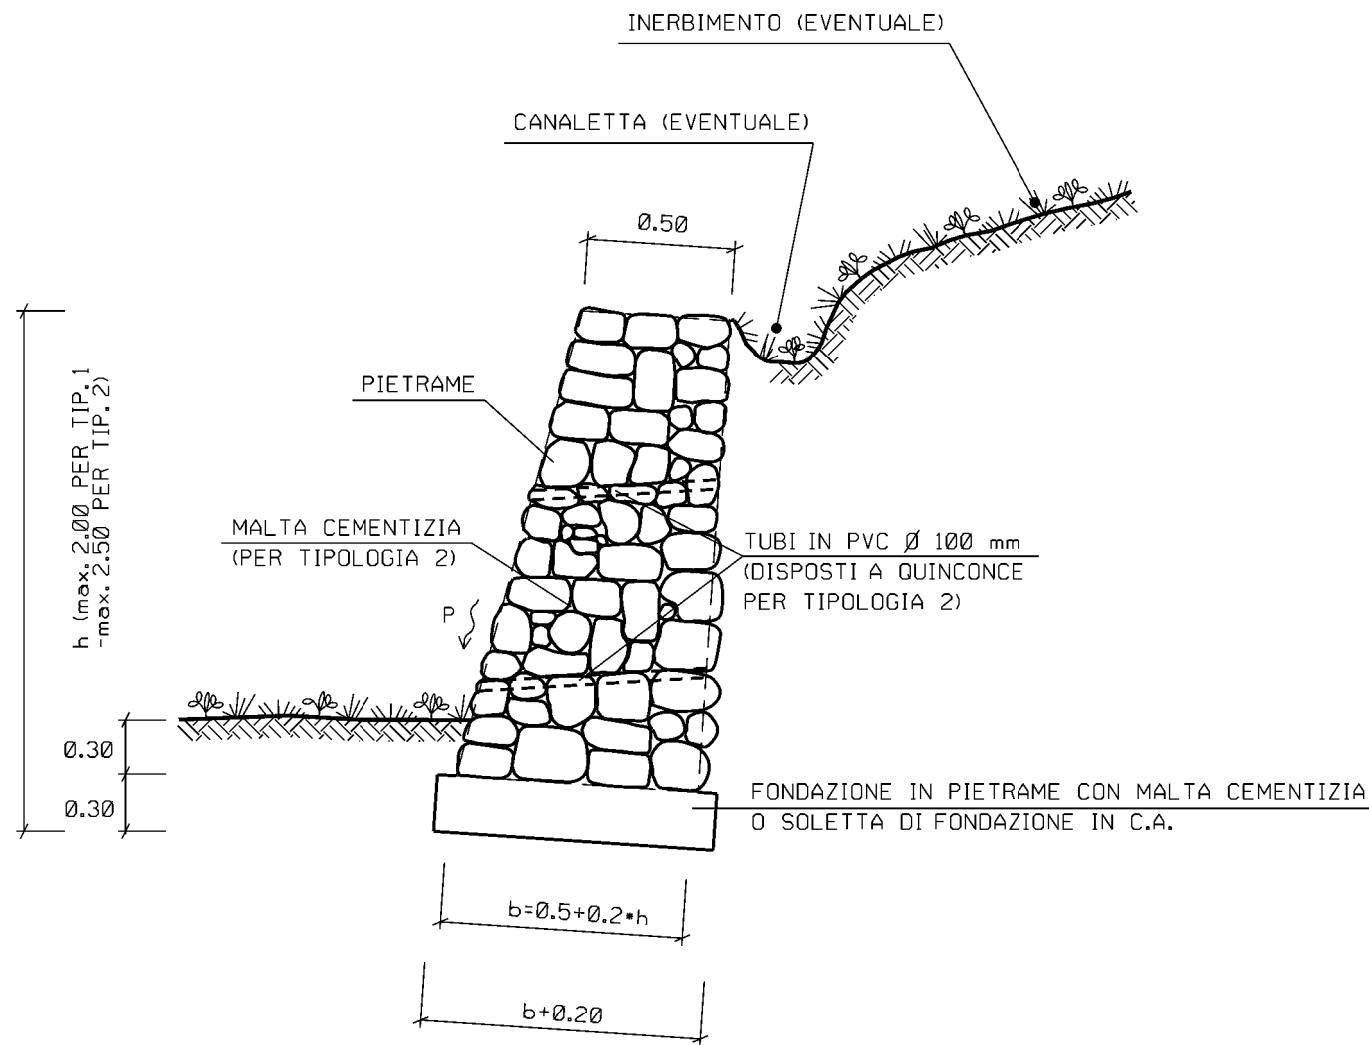 INERBIMENTO (EVENTUALE)
CANALETTA (EVENTUALE)
0.50
PIETRAME
h (max. 2.00 PER TIP. 1
-max. 2.50 PER TIP. 2)
MALTA CEMENTIZIA
(PER TIPOLOGIA 2)
TUBI IN PVC Ø 100 mm
(DISPOSTI A QUINCONCE
PER TIPOLOGIA 2)
P
0.30
0.30
FONDAZIONE IN PIETRAME CON MALTA CEMENTIZIA
O SOLETTA DI FONDAZIONE IN C.A.
b=0.5+0.2*h
b+0.20